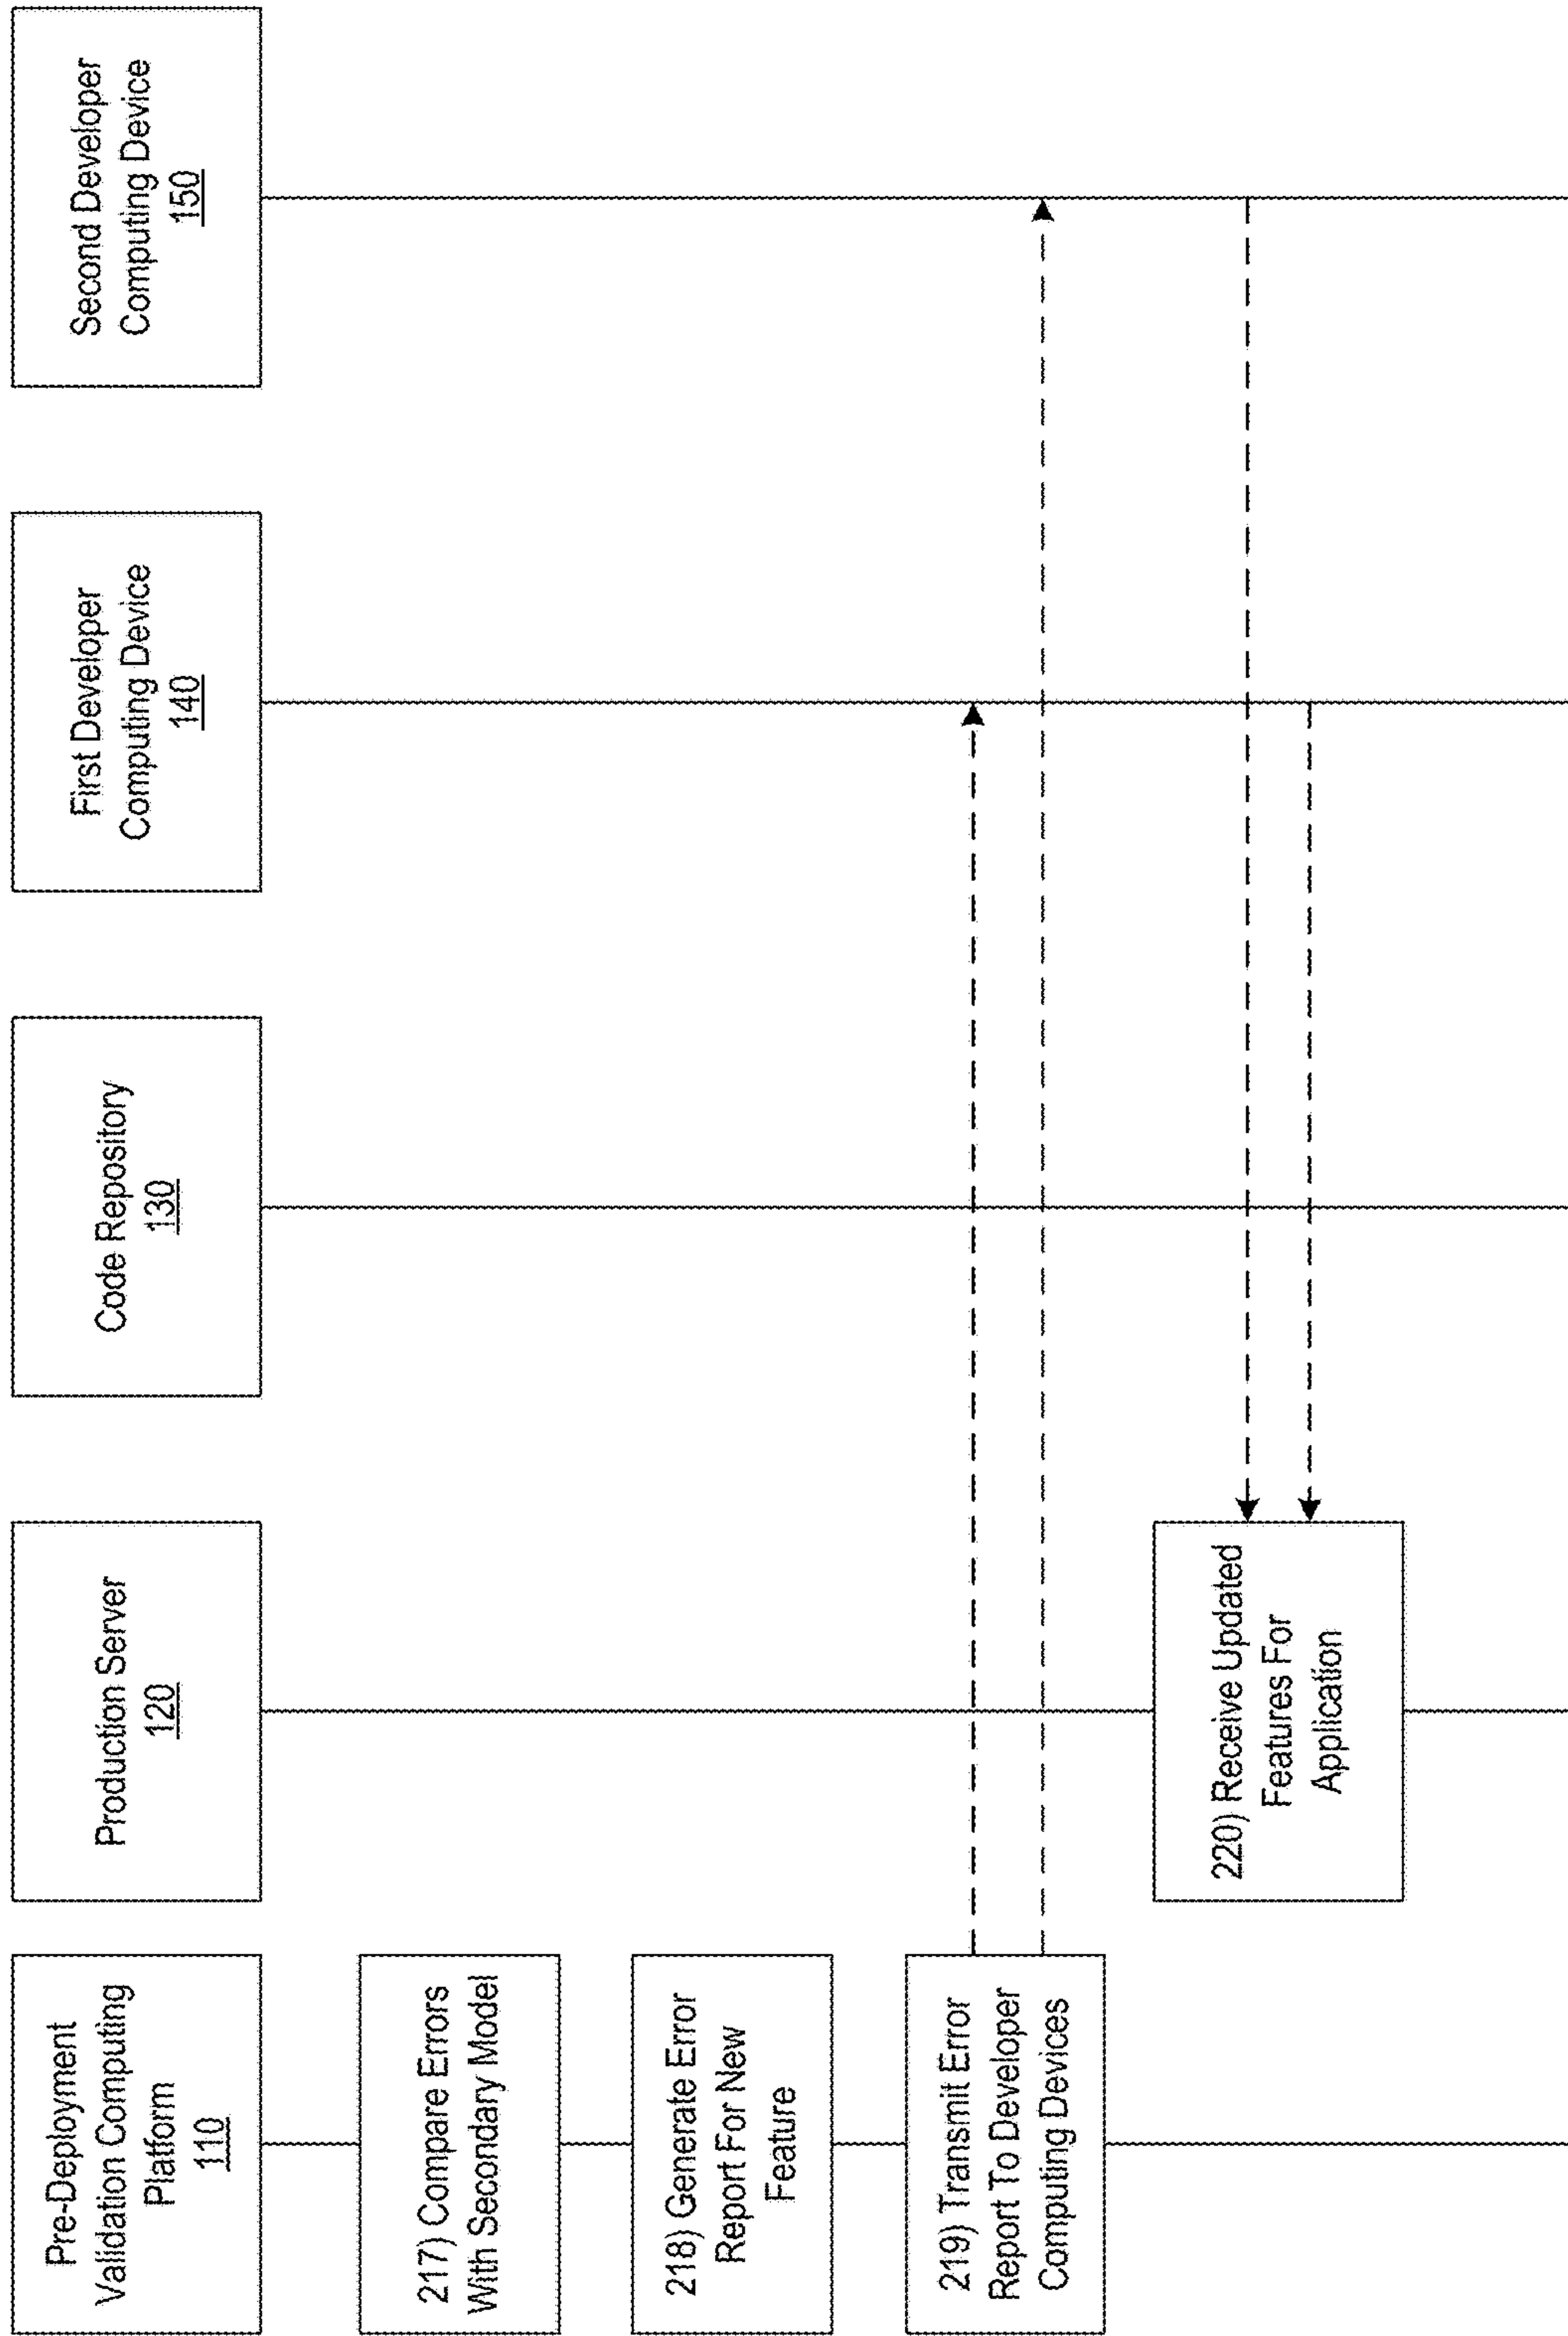 Pre-Deployment
Validation Computing
Platform
110
Production Server
120
Code Repository
130
First Developer
Computing Device
140
Second Developer
Computing Device
150
217) Compare Errors
With Secondary Model
218) Generate Error
Report For New
Feature
219) Transmit Error
Report To Developer
Computing Devices
220) Receive Updated
Features For
Application